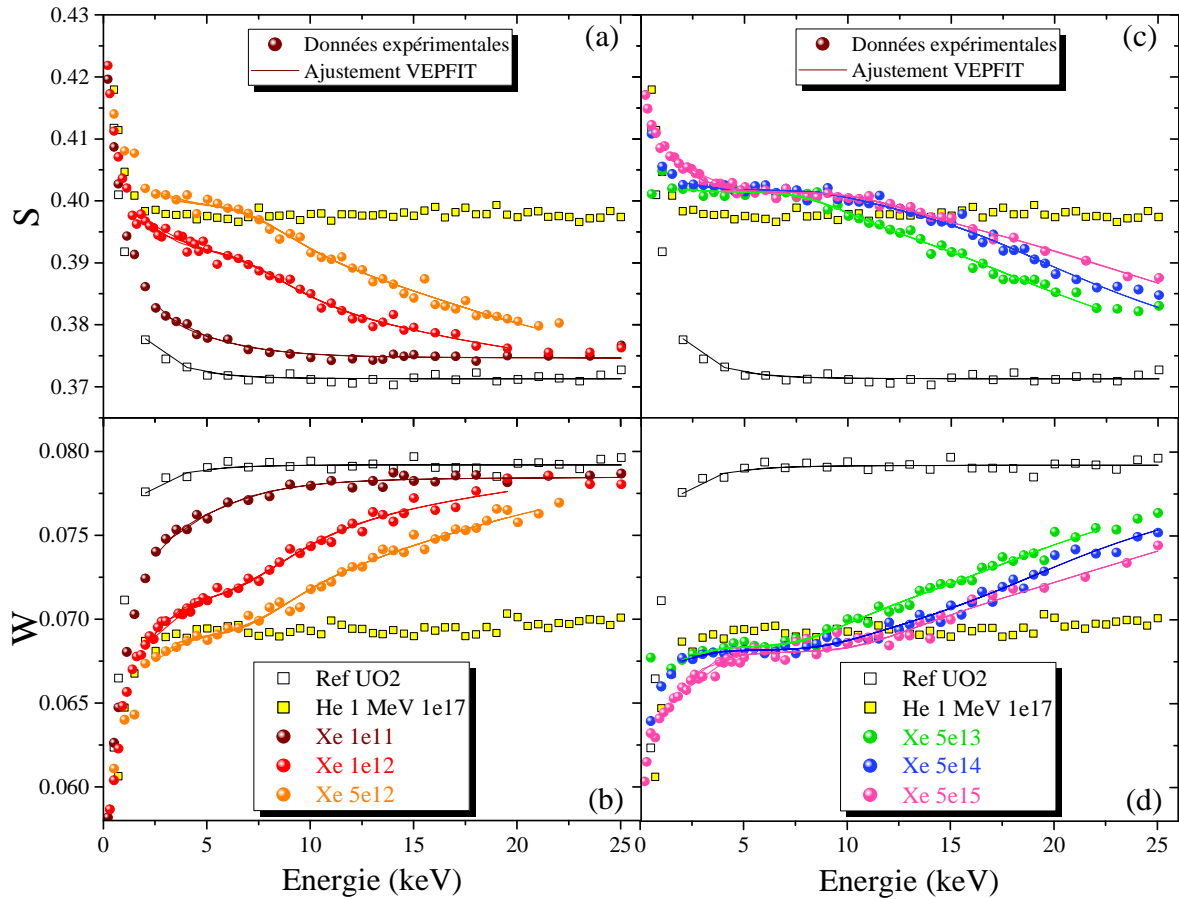 0.43
(a)
(c)
Données expérimentales
Ajustement VEPFIT
Données expérimentales
Ajustement VEPFIT
0.42
0.41
0.40
0.39
0.38
0.37
S
0.080
0.075
0.070
0.065
0.060
W
Ref UO2
He 1 MeV 1e17
Xe 1e11
Xe 1e12
Xe 5e12
(b)
Ref UO2
He 1 MeV 1e17
Xe 5e13
Xe 5e14
Xe 5e15
(d)
0 5 10 15 20 25
0 5 10 15 20 25
Energie (keV)
Energie (keV)